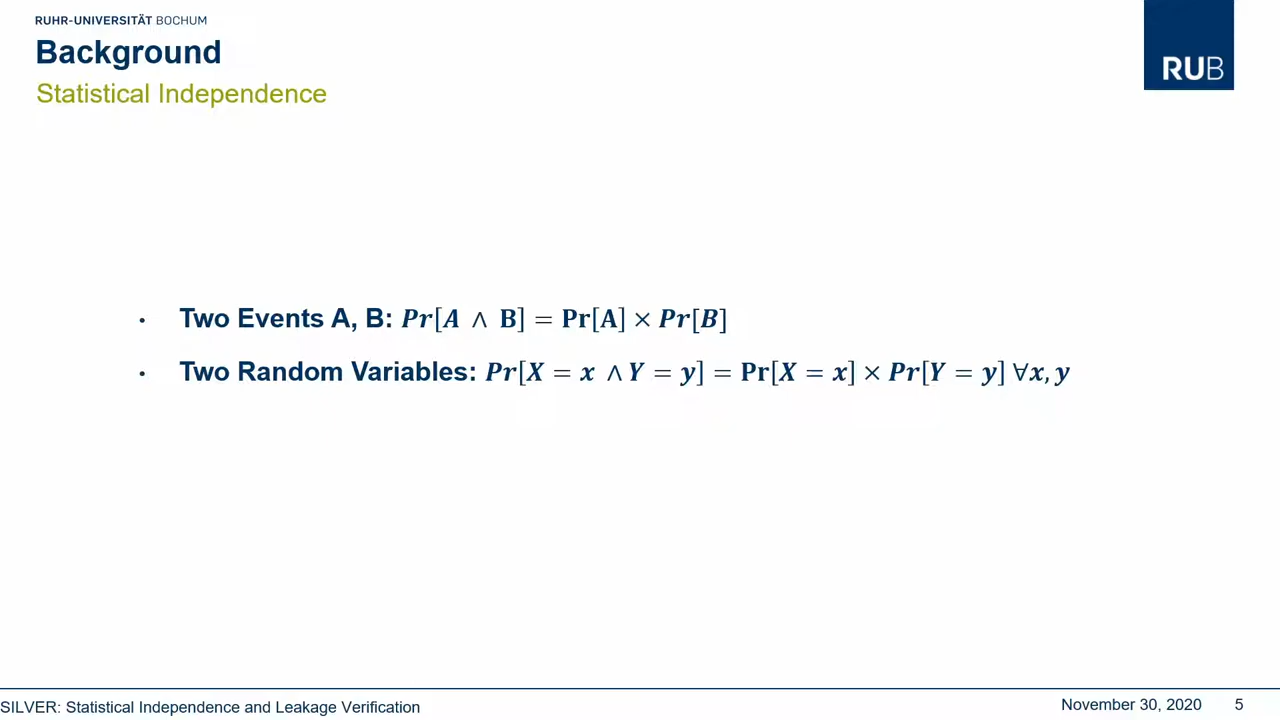 RUHR-UNIVERSITÄT BOCHUM
RUB
Background
Statistical Independence
• Two Events A, B: Pr[A ∧ B] = Pr[A] × Pr[B]
• Two Random Variables: Pr[X = x ∧ Y = y] = Pr[X = x] × Pr[Y = y] ∀x, y
SILVER: Statistical Independence and Leakage Verification
November 30, 2020 5